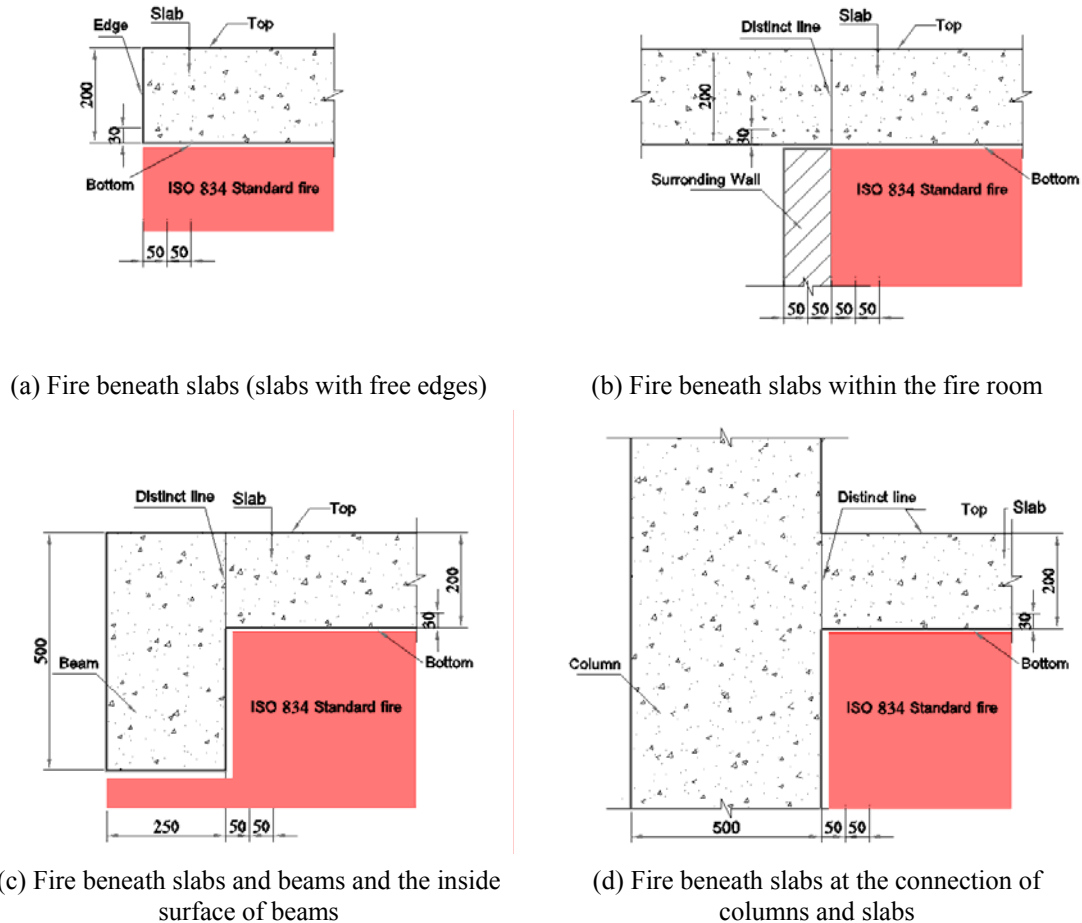 Slab
Edge
Top
200
30
Bottom
ISO 834 Standard fire
50 50
(a) Fire beneath slabs (slabs with free edges)
Distinct line
Slab
Top
200
30
Surronding Wall
ISO 834 Standard fire
Bottom
50 50 50 50
(b) Fire beneath slabs within the fire room
Distinct line
Slab
Top
200
30
500
Beam
Bottom
ISO 834 Standard fire
250 50 50
(c) Fire beneath slabs and beams and the inside
surface of beams
Distinct line
Top
Slab
200
30
Column
Bottom
ISO 834 Standard fire
500 50 50
(d) Fire beneath slabs at the connection of
columns and slabs